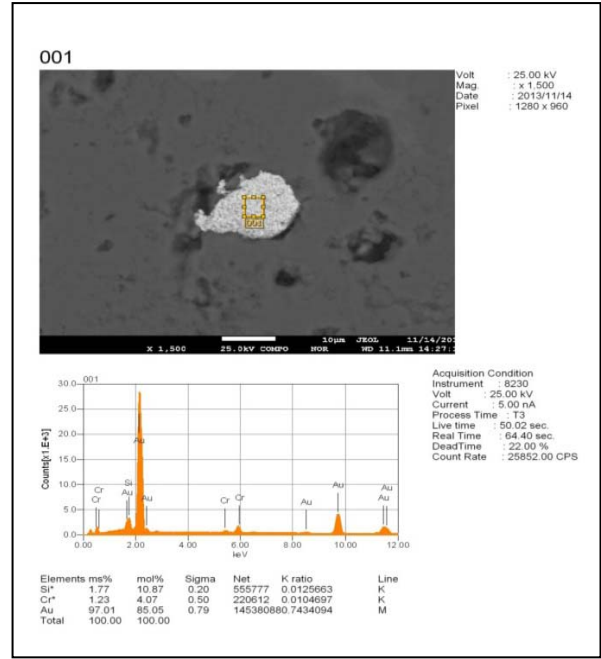 001
Volt : 25.00 kV
Mag. : x 1,500
Date : 2013/11/14
Pixel : 1280 x 960
001
10µm JEOL 11/14/20
X 1,500 25.0kV COMPO NOR WD 11.1mm 14:27:
Acquisition Condition
Instrument : 8230
Volt : 25.00 kV
Current : 5.00 nA
Process Time : T3
Live time : 50.02 sec.
Real Time : 64.40 sec.
DeadTime : 22.00 %
Count Rate : 25852.00 CPS
001
Counts[x1.E+3]
30.0
25.0
20.0
15.0
10.0
5.0
0.0
Cr
Cr
Si
Au
Au
Au
Cr
Cr
Au
Au
Au
Au
0.00 2.00 4.00 6.00 8.00 10.00 12.00
keV
Elements ms% mol% Sigma Net K ratio Line
Si* 1.77 10.87 0.20 555777 0.0125663 K
Cr* 1.23 4.07 0.50 220612 0.0104697 K
Au 97.01 85.05 0.79 145380880.7434094 M
Total 100.00 100.00